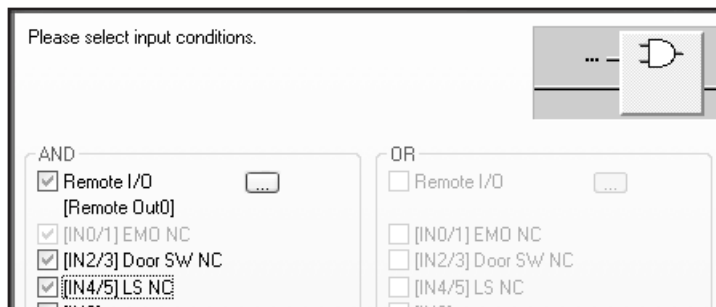 Please select input conditions.
AND
OR
Remote I/O
...
Remote I/O
...
[Remote Out0]
[IN0/1] EMO NC
[IN0/1] EMO NC
[IN2/3] Door SW NC
[IN2/3] Door SW NC
[IN4/5] LS NC
[IN4/5] LS NC